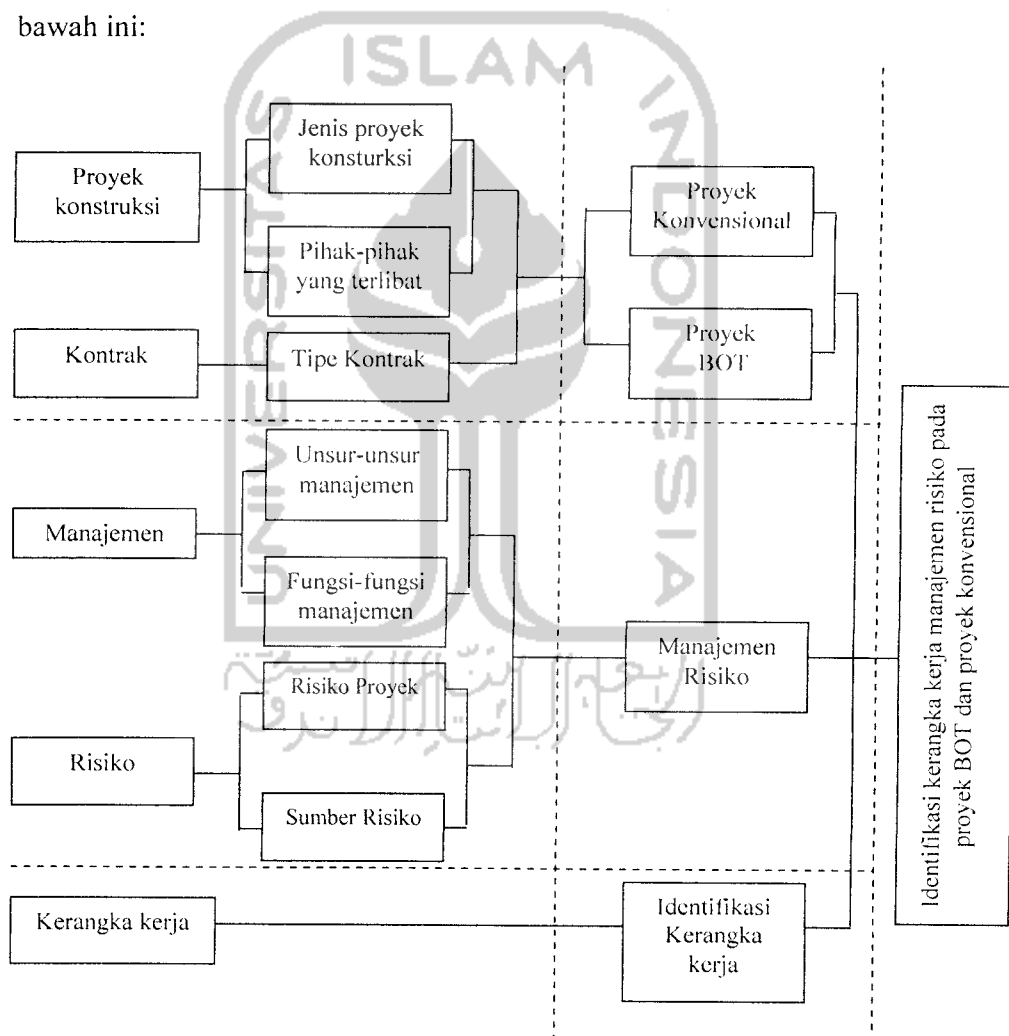 bawah ini:
ISLAM
UNIVERSITAS
INDONESIA
Jenis proyek
konsturksi
Proyek
konstruksi
Pihak-pihak
yang terlibat
Proyek
Konvensional
Kontrak
Tipe Kontrak
Proyek
BOT
Unsur-unsur
manajemen
Manajemen
Fungsi-fungsi
manajemen
Risiko Proyek
Manajemen
Risiko
Risiko
Sumber Risiko
Kerangka kerja
Identifikasi
Kerangka
kerja
Identifikasi kerangka kerja manajemen risiko pada
proyek BOT dan proyek konvensional